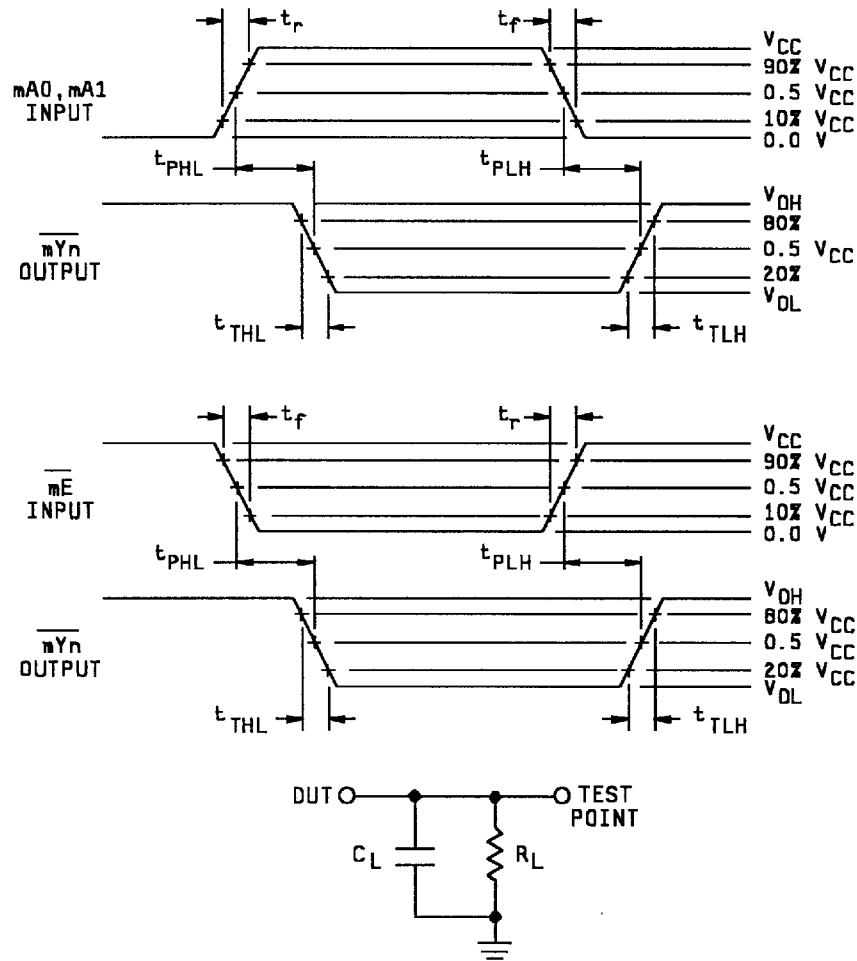 t_r t_f
V_CC
90% V_CC
mA0, mA1
INPUT
0.5 V_CC
10% V_CC
0.0 V
t_PHL t_PLH
V_OH
80%
mYn
OUTPUT
0.5 V_CC
20%
V_OL
t_THL t_TLH
t_f t_r
V_CC
90% V_CC
mE
INPUT
0.5 V_CC
10% V_CC
0.0 V
t_PHL t_PLH
V_OH
80% V_CC
mYn
OUTPUT
0.5 V_CC
20% V_CC
V_OL
t_THL t_TLH
DUT TEST
POINT
C_L R_L